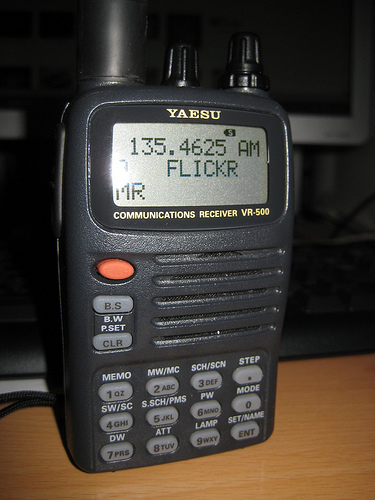 YAESU
S
135.4625 AM
FLICKR
MR
COMMUNICATIONS RECEIVER VR-500
B.S
B.W
P.SET
CLR
MEMO MW/MC SCH/SCN STEP
1 QZ 2 ABC 3 DEF .
SW/SC S.SCH/PMS PW MODE
4 GHI 5 JKL 6 MNO 0
DW ATT LAMP SET/NAME
7 PRS 8 TUV 9 WXY ENT